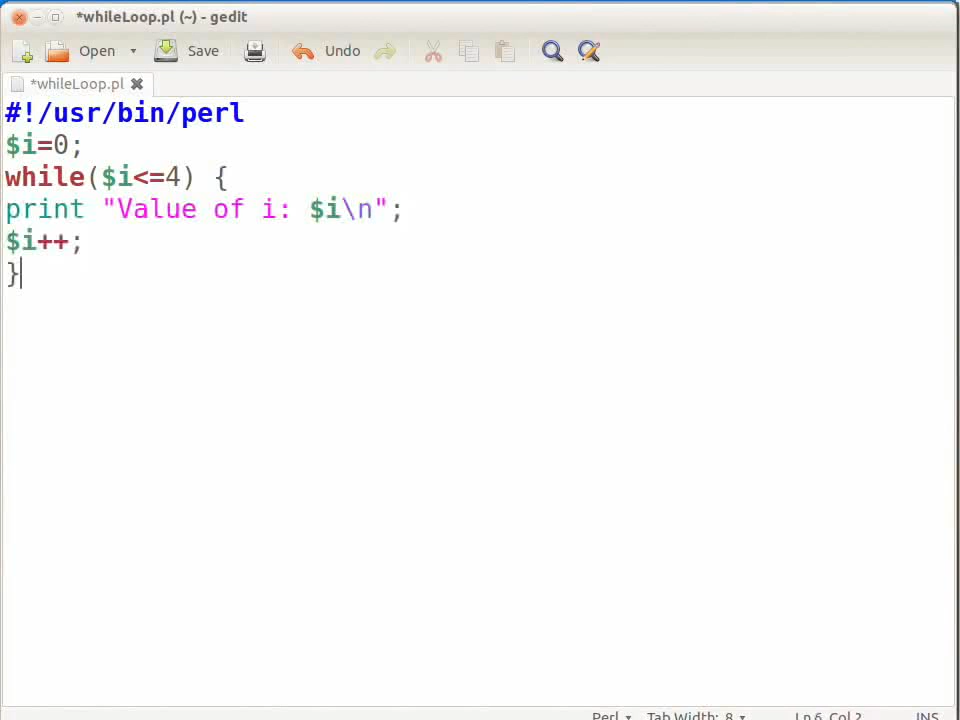 *whileLoop.pl (~) - gedit
Open Save Undo
*whileLoop.pl
#!/usr/bin/perl
$i=0;
while($i<=4) {
print "Value of i: $i\n";
$i++;
}
Perl Tab Width: 8 Ln 6, Col 2 INS